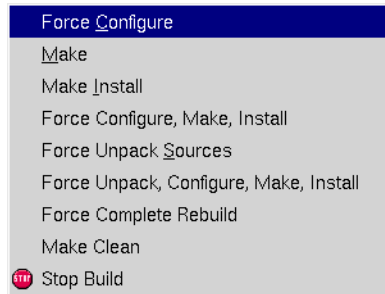 Force Configure
Make
Make Install
Force Configure, Make, Install
Force Unpack Sources
Force Unpack, Configure, Make, Install
Force Complete Rebuild
Make Clean
STOP Stop Build